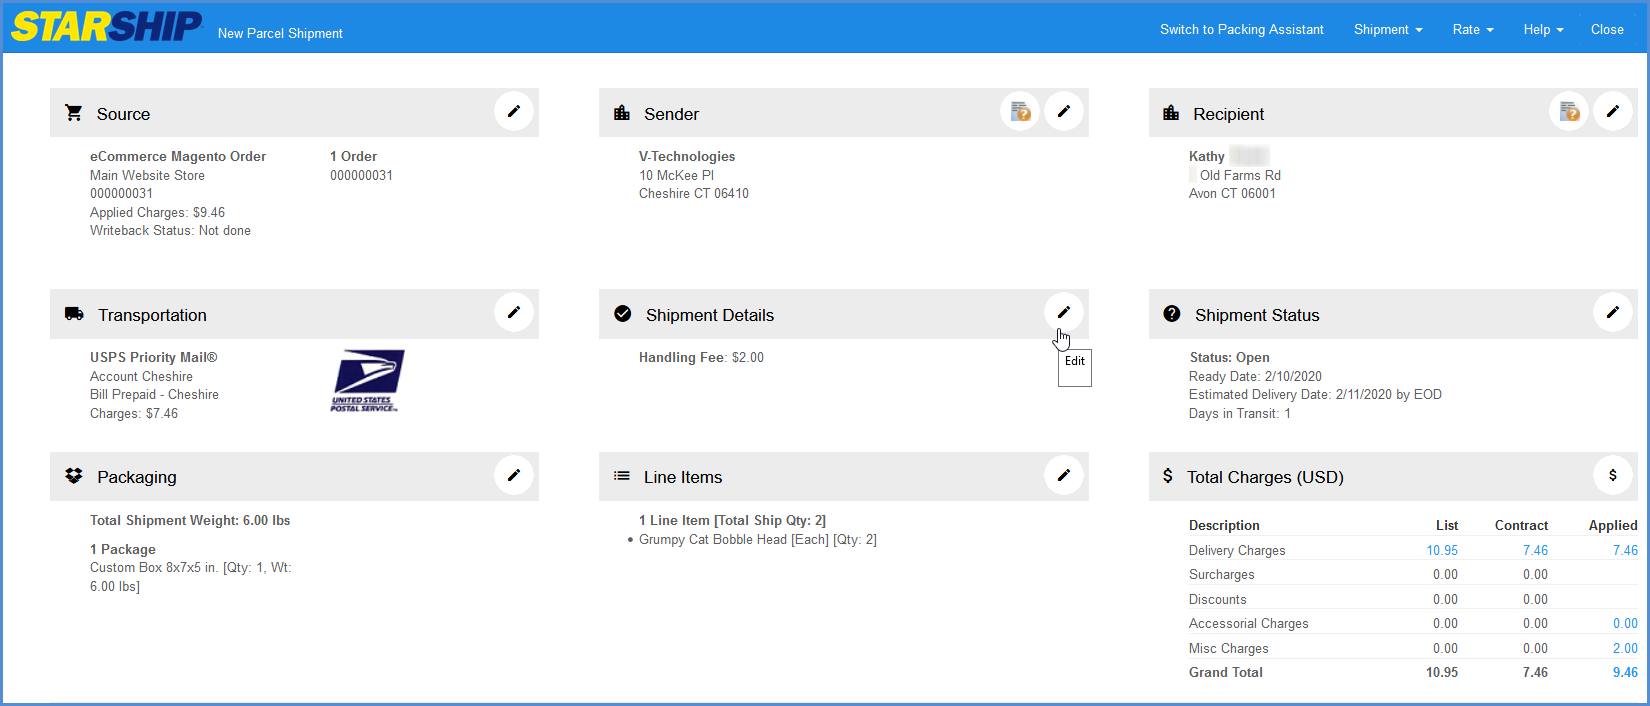 STARSHIP New Parcel Shipment Switch to Packing Assistant Shipment Rate Help Close
Source
eCommerce Magento Order 1 Order
Main Website Store 000000031
000000031
Applied Charges: $9.46
Writeback Status: Not done
Sender
V-Technologies
10 McKee Pl
Cheshire CT 06410
Recipient
Kathy
Old Farms Rd
Avon CT 06001
Transportation
USPS Priority Mail®
Account Cheshire
Bill Prepaid - Cheshire
Charges: $7.46
UNITED STATES
POSTAL SERVICE
Shipment Details
Handling Fee: $2.00
Edit
Shipment Status
Status: Open
Ready Date: 2/10/2020
Estimated Delivery Date: 2/11/2020 by EOD
Days in Transit: 1
Packaging
Total Shipment Weight: 6.00 lbs
1 Package
Custom Box 8x7x5 in. [Qty: 1, Wt:
6.00 lbs]
Line Items
1 Line Item [Total Ship Qty: 2]
• Grumpy Cat Bobble Head [Each] [Qty: 2]
$ Total Charges (USD) $
Description List Contract Applied
Delivery Charges 10.95 7.46 7.46
Surcharges 0.00 0.00
Discounts 0.00 0.00
Accessorial Charges 0.00 0.00 0.00
Misc Charges 0.00 0.00 2.00
Grand Total 10.95 7.46 9.46